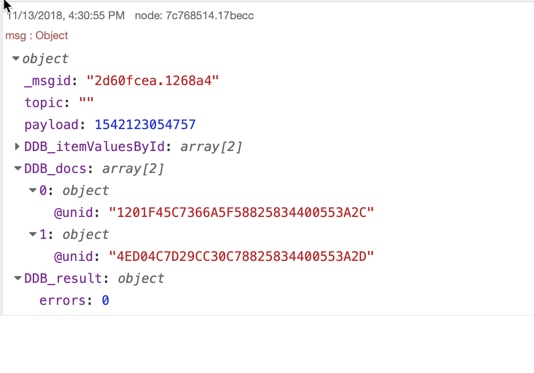 11/13/2018, 4:30:55 PM node: 7c768514.17becc
msg : Object
object
_msgid: "2d60fcea.1268a4"
topic: ""
payload: 1542123054757
DDB_itemValuesById: array[2]
DDB_docs: array[2]
0: object
@unid: "1201F45C7366A5F58825834400553A2C"
1: object
@unid: "4ED04C7D29CC30C78825834400553A2D"
DDB_result: object
errors: 0